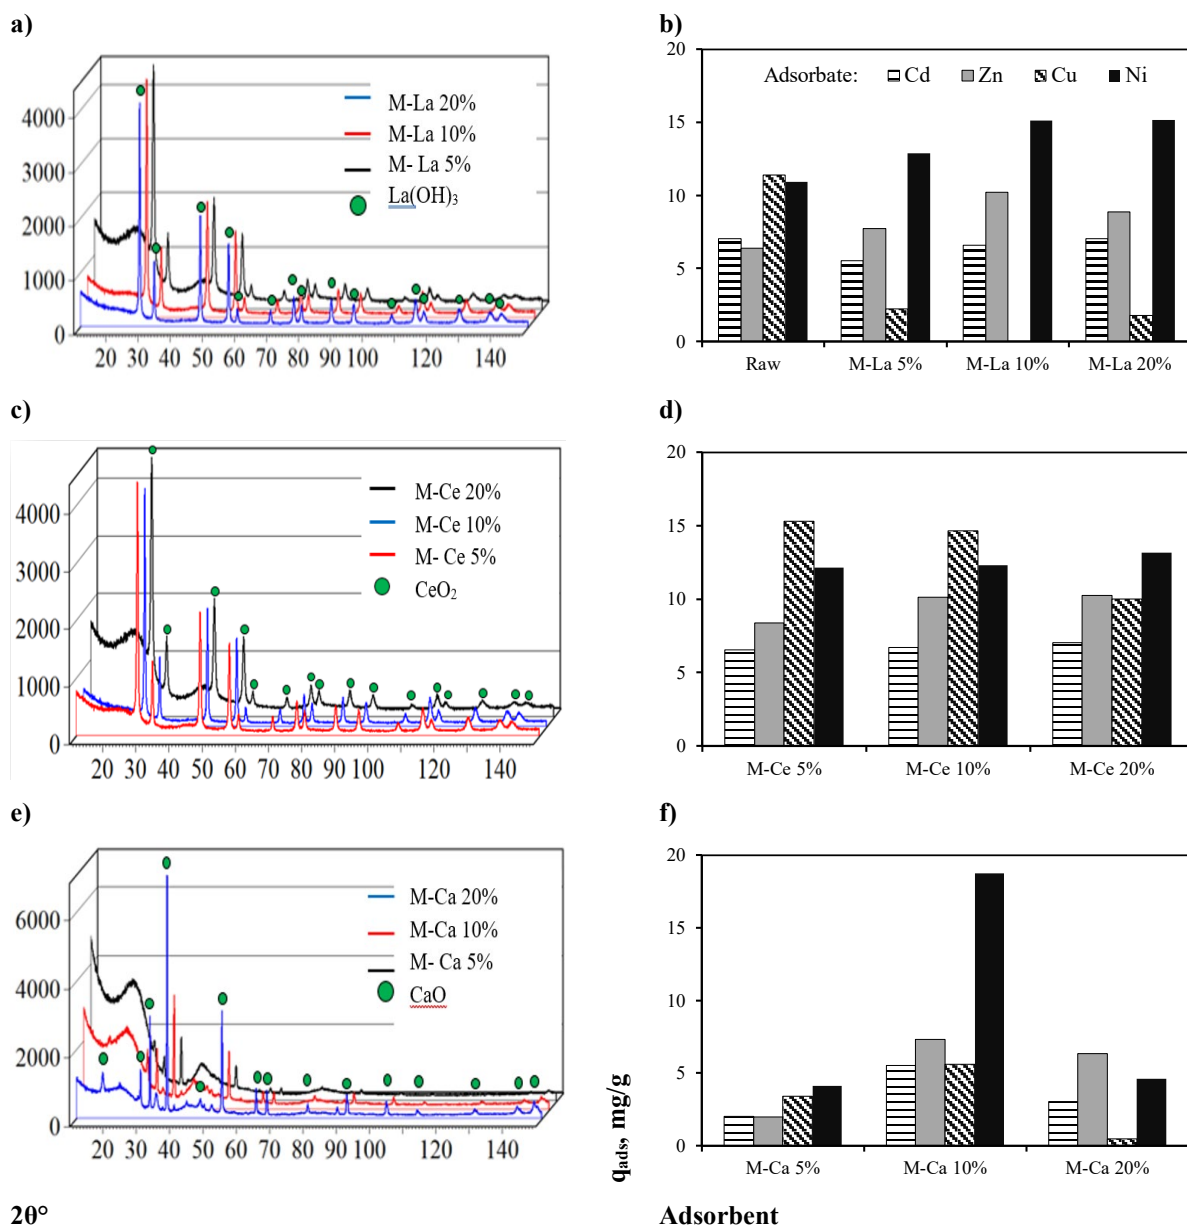 a)
b)
4000
3000
2000
1000
0
20 30 40 50 60 70 80 100 120 140
M-La 20%
M-La 10%
M- La 5%
La(OH)₃
20
15
10
5
0
Adsorbate: Cd Zn Cu Ni
Raw M-La 5% M-La 10% M-La 20%
c)
d)
4000
3000
2000
1000
0
20 30 40 50 60 70 80 100 120 140
M-Ce 20%
M-Ce 10%
M- Ce 5%
CeO₂
20
15
10
5
0
M-Ce 5% M-Ce 10% M-Ce 20%
e)
f)
6000
4000
2000
0
20 30 40 50 60 70 80 100 120 140
M-Ca 20%
M-Ca 10%
M- Ca 5%
CaO
qads, mg/g
20
15
10
5
0
M-Ca 5% M-Ca 10% M-Ca 20%
2θ°
Adsorbent